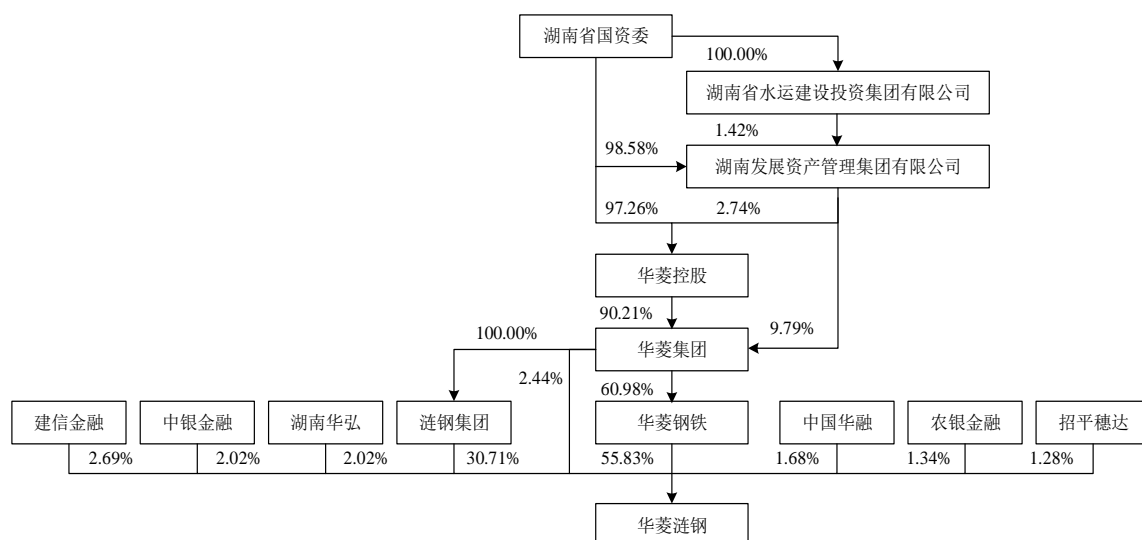 湖南省国资委
100.00%
湖南省水运建设投资集团有限公司
1.42%
98.58%
湖南发展资产管理集团有限公司
97.26%
2.74%
华菱控股
90.21%
9.79%
100.00%
华菱集团
2.44%
60.98%
建信金融
中银金融
湖南华弘
涟钢集团
华菱钢铁
中国华融
农银金融
招平穗达
2.69%
2.02%
2.02%
30.71%
55.83%
1.68%
1.34%
1.28%
华菱涟钢